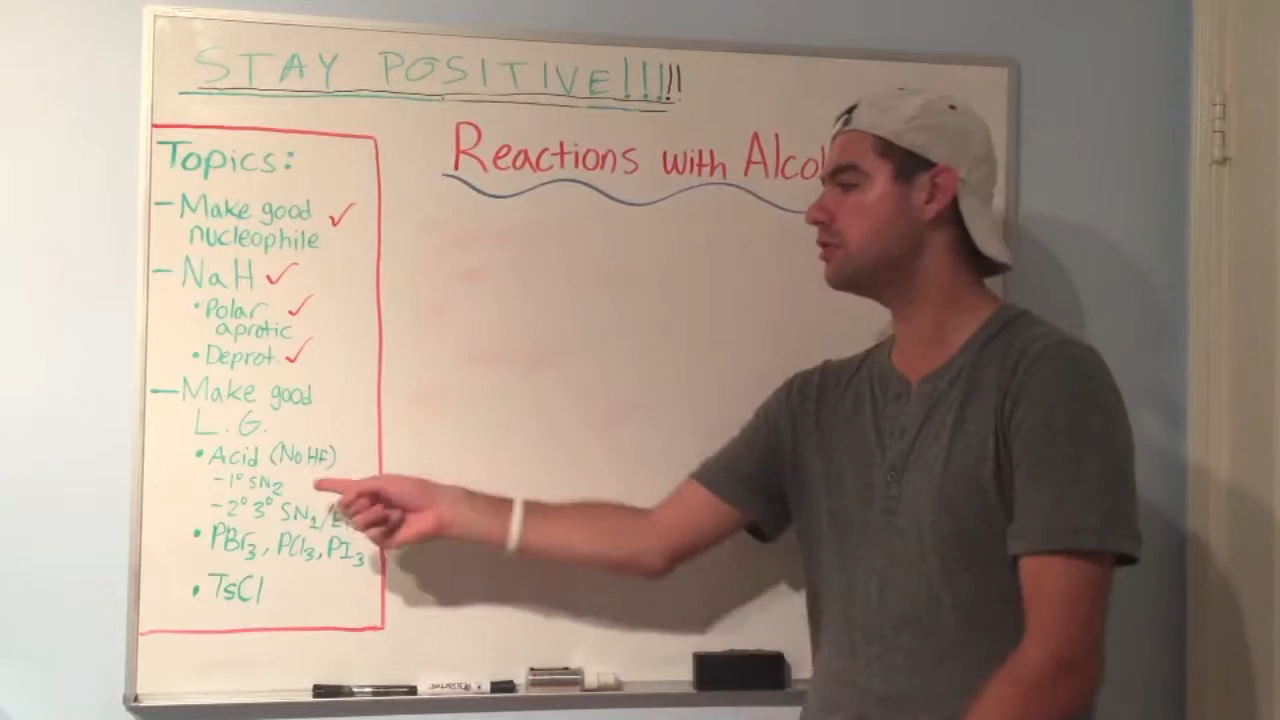 STAY POSITIVE!!!!!
Reactions with Alco
Topics:
- Make good ✓
nucleophile
- NaH ✓
• Polar ✓
aprotic
• Deprot. ✓
- Make good
L.G.
• Acid (No HF)
- 1° SN2
- 2° 3° SN1/E
• PBr3, PCl3, PI3
• TsCl